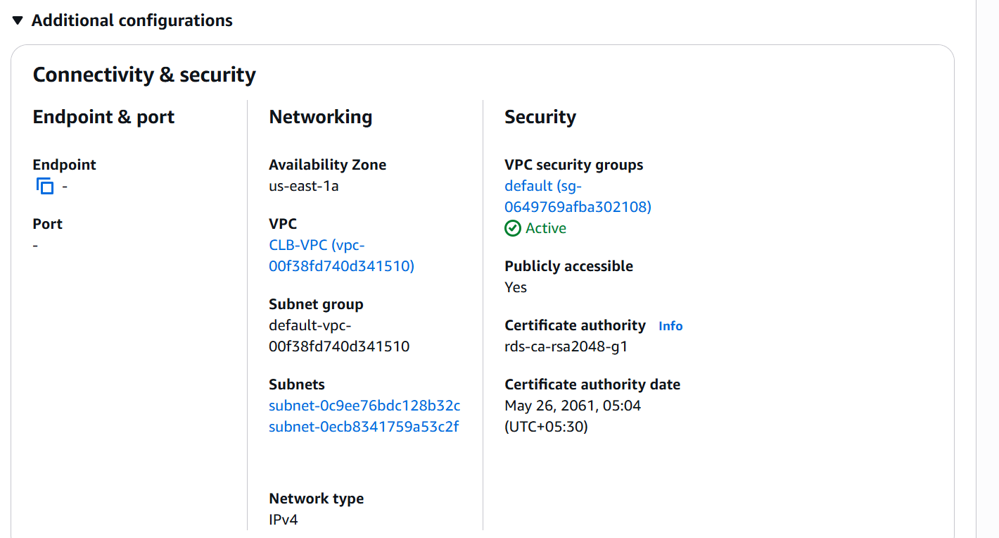 Additional configurations
Connectivity & security
Endpoint & port
Endpoint
-
Port
-
Networking
Availability Zone
us-east-1a
VPC
CLB-VPC (vpc-
00f38fd740d341510)
Subnet group
default-vpc-
00f38fd740d341510
Subnets
subnet-0c9ee76bdc128b32c
subnet-0ecb8341759a53c2f
Network type
IPv4
Security
VPC security groups
default (sg-
0649769afba302108)
Active
Publicly accessible
Yes
Certificate authority Info
rds-ca-rsa2048-g1
Certificate authority date
May 26, 2061, 05:04
(UTC+05:30)